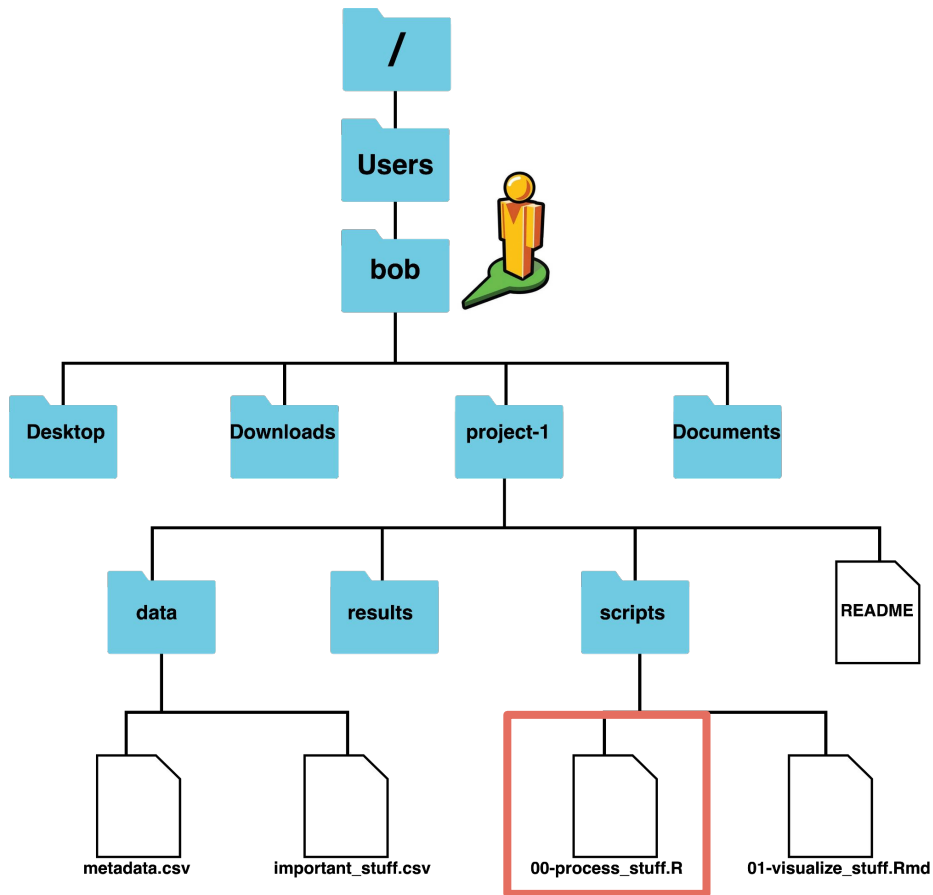 /
Users
bob
Desktop
Downloads
project-1
Documents
data
results
scripts
README
metadata.csv
important_stuff.csv
00-process_stuff.R
01-visualize_stuff.Rmd